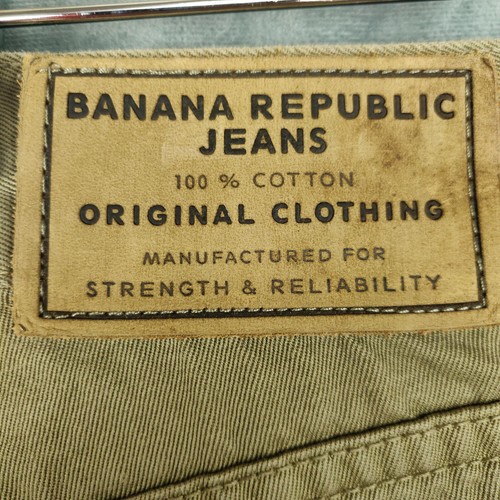 BANANA REPUBLIC
JEANS
100 % COTTON
ORIGINAL CLOTHING
MANUFACTURED FOR
STRENGTH & RELIABILITY